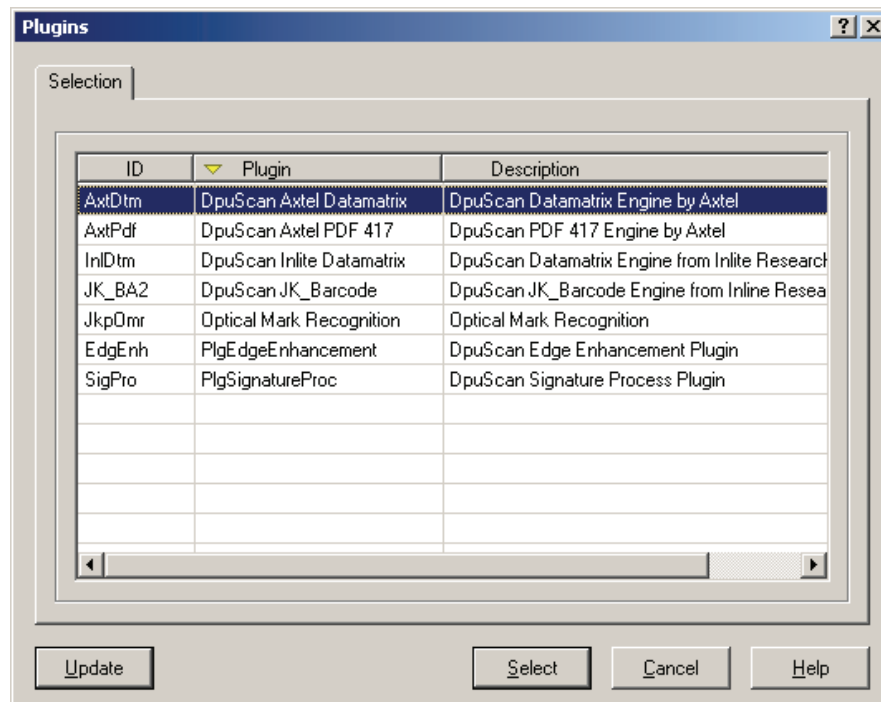 Plugins
Selection
ID Plugin Description
AxtDtm DpuScan Axtel Datamatrix DpuScan Datamatrix Engine by Axtel
AxtPdf DpuScan Axtel PDF 417 DpuScan PDF 417 Engine by Axtel
InlDtm DpuScan Inlite Datamatrix DpuScan Datamatrix Engine from Inlite Research
JK_BA2 DpuScan JK_Barcode DpuScan JK_Barcode Engine from Inline Resea
JkpOmr Optical Mark Recognition Optical Mark Recognition
EdgEnh PlgEdgeEnhancement DpuScan Edge Enhancement Plugin
SigPro PlgSignatureProc DpuScan Signature Process Plugin
Update Select Cancel Help